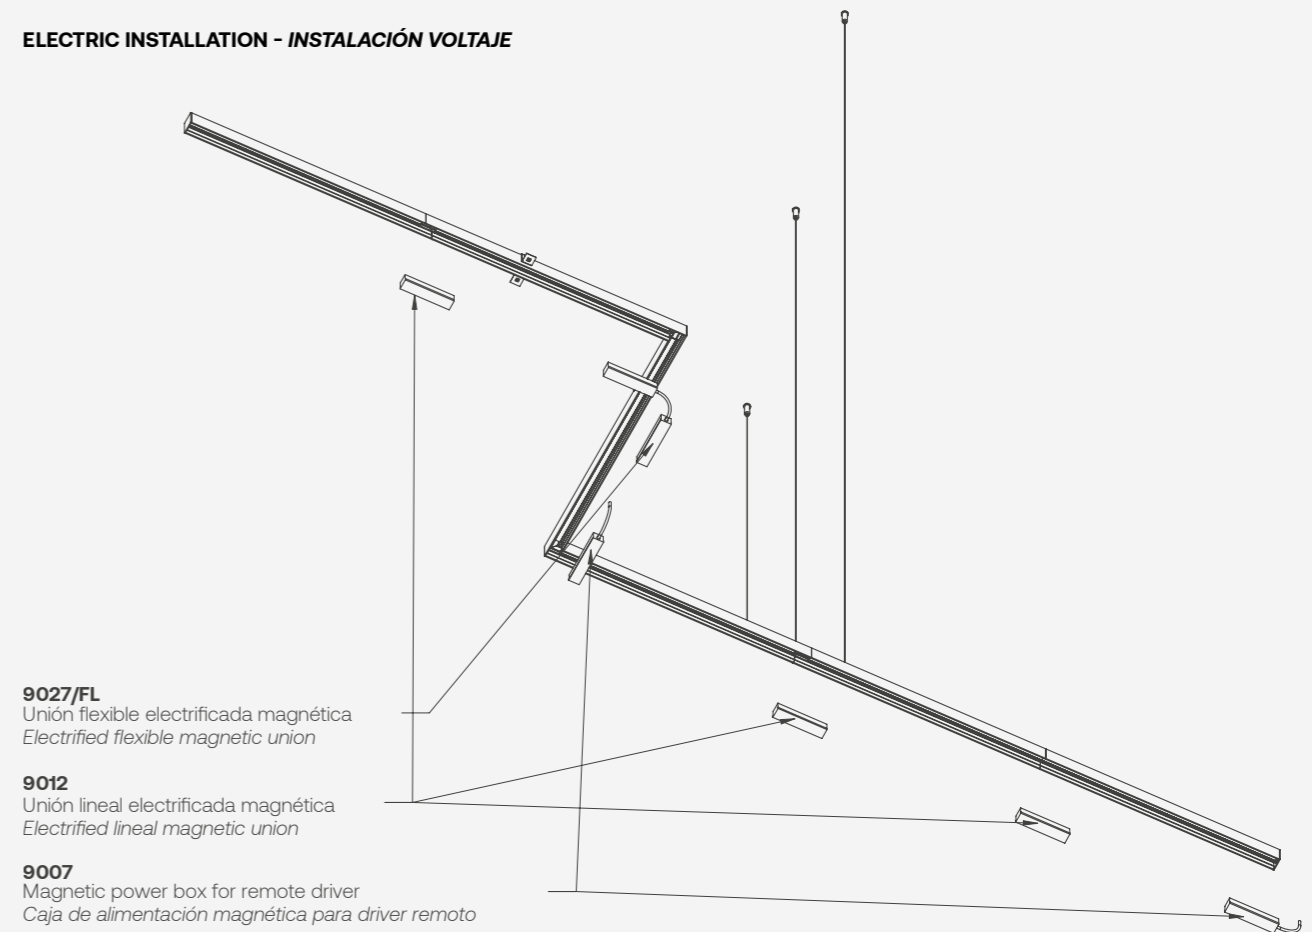 ELECTRIC INSTALLATION - INSTALACIÓN VOLTAJE
9027/FL
Unión flexible electrificada magnética
Electrified flexible magnetic union
9012
Unión lineal electrificada magnética
Electrified lineal magnetic union
9007
Magnetic power box for remote driver
Caja de alimentación magnética para driver remoto